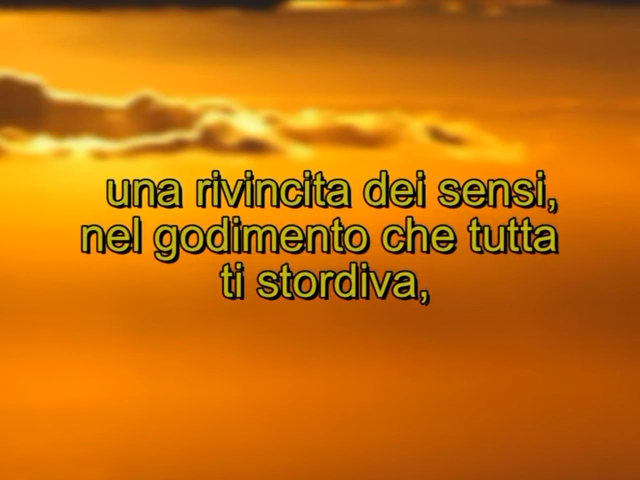 una rivincita dei sensi,
nel godimento che tutta
ti stordiva,